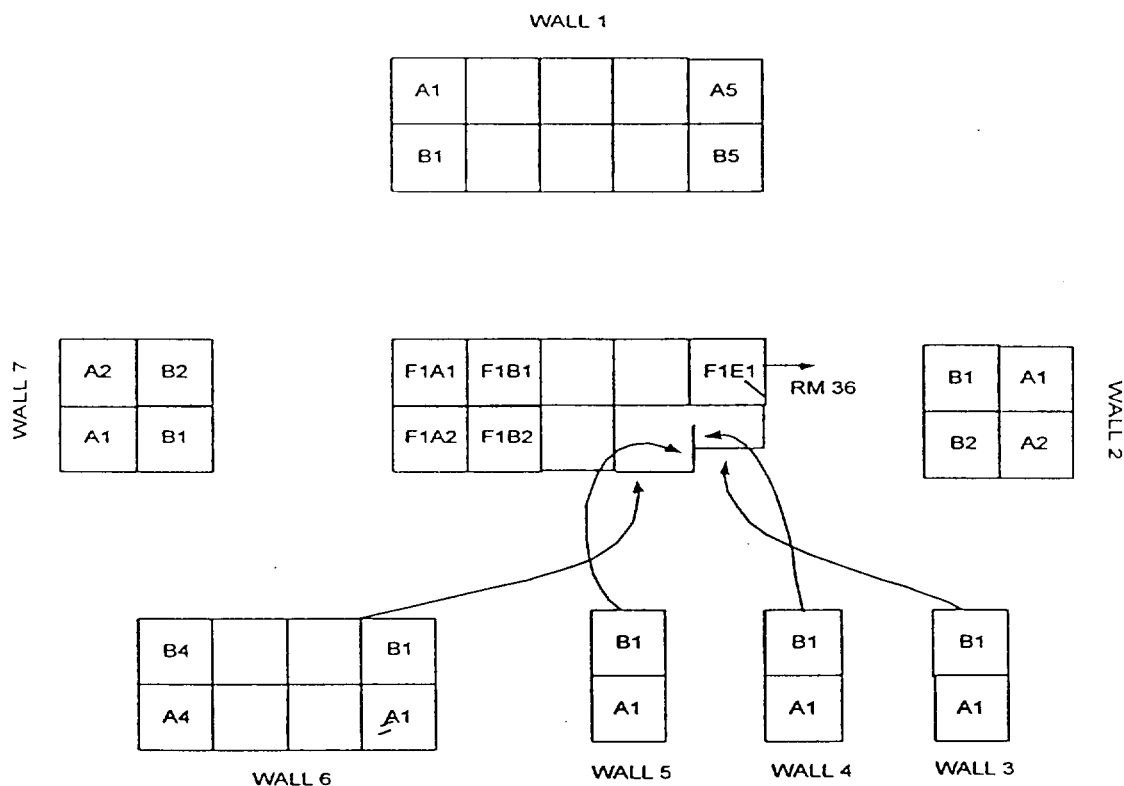 WALL 1
A1 A5
B1 B5
WALL 7
A2 B2
A1 B1
F1A1 F1B1 F1E1
RM 36
F1A2 F1B2
B1 A1
B2 A2
WALL 2
B4 B1
A4 A1
WALL 6
B1
A1
WALL 5
B1
A1
WALL 4
B1
A1
WALL 3